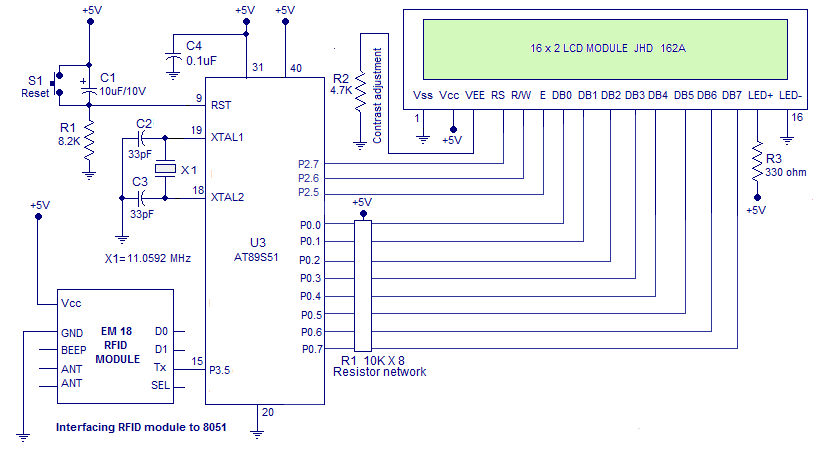 +5V
+5V
+5V
C4
0.1uF
31
40
S1
Reset
+
C1
10uF/10V
R1
8.2K
9
RST
C2
33pF
19
XTAL1
X1
C3
33pF
18
XTAL2
X1= 11.0592 MHz
R2
4.7K
Contrast adjustment
16 x 2 LCD MODULE JHD 162A
Vss Vcc VEE RS R/W E DB0 DB1 DB2 DB3 DB4 DB5 DB6 DB7 LED+ LED-
1
16
+5V
R3
330 ohm
+5V
P2.7
P2.6
P2.5
+5V
P0.0
P0.1
P0.2
P0.3
P0.4
P0.5
P0.6
P0.7
U3
AT89S51
R1 10K X 8
Resistor network
+5V
Vcc
GND
BEEP
ANT
ANT
EM 18
RFID
MODULE
D0
D1
Tx
SEL
15
P3.5
20
Interfacing RFID module to 8051